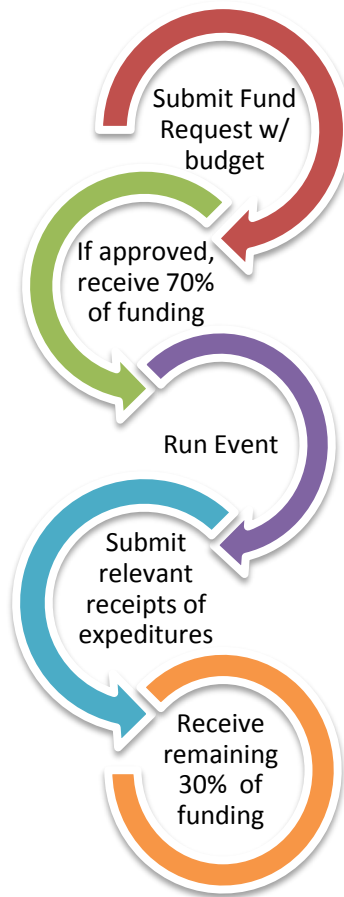 Submit Fund
Request w/
budget
If approved,
receive 70%
of funding
Run Event
Submit
relevant
receipts of
expeditures
Receive
remaining
30% of
funding